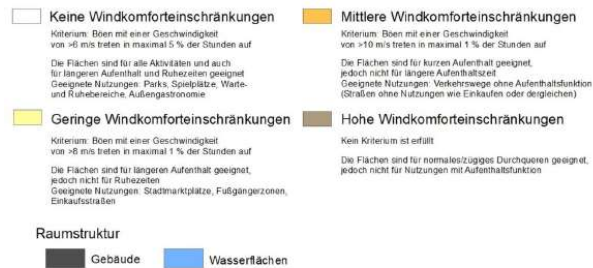 Keine Windkomforteinschränkungen
Kriterium: Böen mit einer Geschwindigkeit
von >6 m/s treten in maximal 5 % der Stunden auf
Die Flächen sind für alle Aktivitäten und auch
für längeren Aufenthalt und Ruhezeiten geeignet
Geeignete Nutzungen: Parks, Spielplätze, Warte-
und Ruhebereiche, Außengastronomie
Geringe Windkomforteinschränkungen
Kriterium: Böen mit einer Geschwindigkeit
von >8 m/s treten in maximal 1 % der Stunden auf
Die Flächen sind für längeren Aufenthalt geeignet,
jedoch nicht für Ruhezeiten
Geeignete Nutzungen: Stadtmarktplätze, Fußgängerzonen,
Einkaufsstraßen
Mittlere Windkomforteinschränkungen
Kriterium: Böen mit einer Geschwindigkeit
von >10 m/s treten in maximal 1 % der Stunden auf
Die Flächen sind für kurzen Aufenthalt geeignet,
jedoch nicht für längere Aufenthaltszeit
Geeignete Nutzungen: Verkehrswege ohne Aufenthaltsfunktion
(Straßen ohne Nutzungen wie Einkaufen oder dergleichen)
Hohe Windkomforteinschränkungen
Kein Kriterium ist erfüllt
Die Flächen sind für normales/zügiges Durchqueren geeignet,
jedoch nicht für Nutzungen mit Aufenthaltsfunktion
Raumstruktur
Gebäude
Wasserflächen